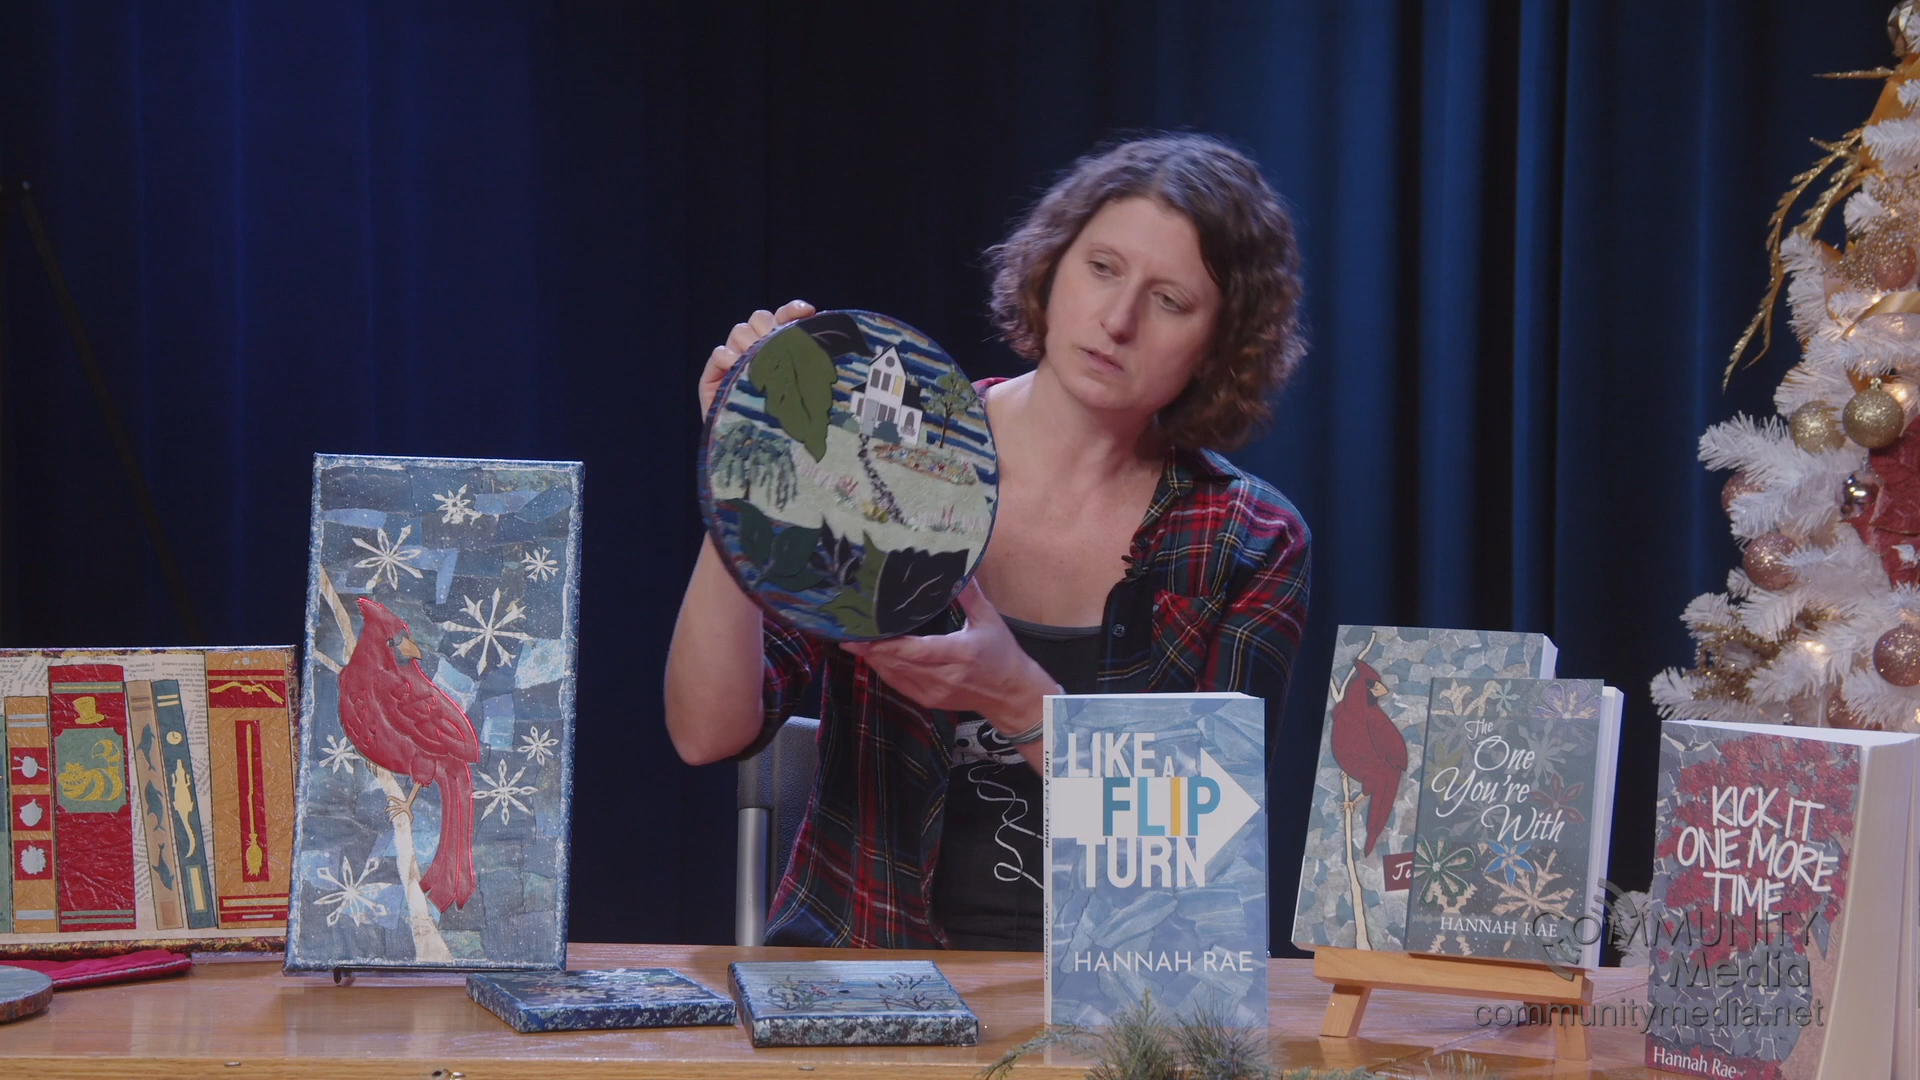 LIKE A
FLIP
TURN
HANNAH RAE
The
One
You're
With
HANNAH RAE
KICK IT
ONE MORE
TIME
Hannah Rae
COMMUNITY
Media
communitymedia.net